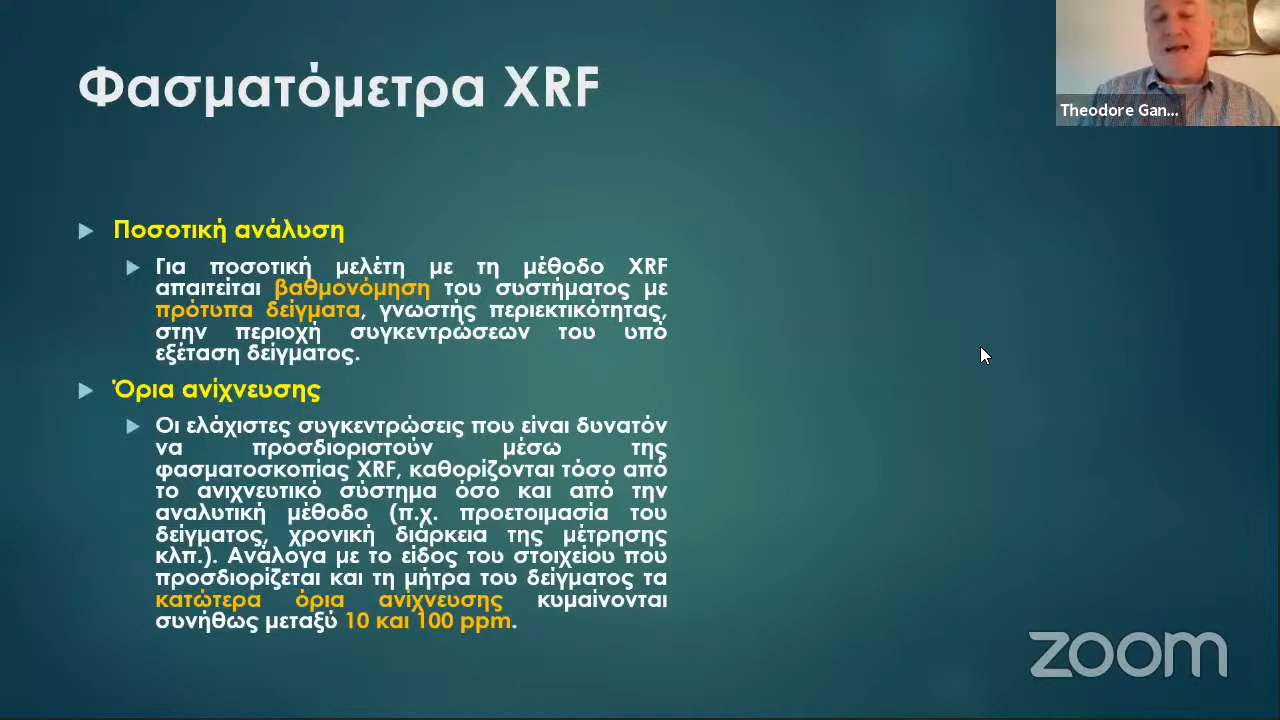 Φασματόμετρα XRF
Theodore Gan...
Ποσοτική ανάλυση
Για ποσοτική μελέτη με τη μέθοδο XRF
απαιτείται βαθμονόμηση του συστήματος με
πρότυπα δείγματα, γνωστής περιεκτικότητας,
στην περιοχή συγκεντρώσεων του υπό
εξέταση δείγματος.
Όρια ανίχνευσης
Οι ελάχιστες συγκεντρώσεις που είναι δυνατόν
να προσδιοριστούν μέσω της
φασματοσκοπίας XRF, καθορίζονται τόσο από
το ανιχνευτικό σύστημα όσο και από την
αναλυτική μέθοδο (π.χ. προετοιμασία του
δείγματος, χρονική διάρκεια της μέτρησης
κλπ.). Ανάλογα με το είδος του στοιχείου που
προσδιορίζεται και τη μήτρα του δείγματος τα
κατώτερα όρια ανίχνευσης κυμαίνονται
συνήθως μεταξύ 10 και 100 ppm.
zoom